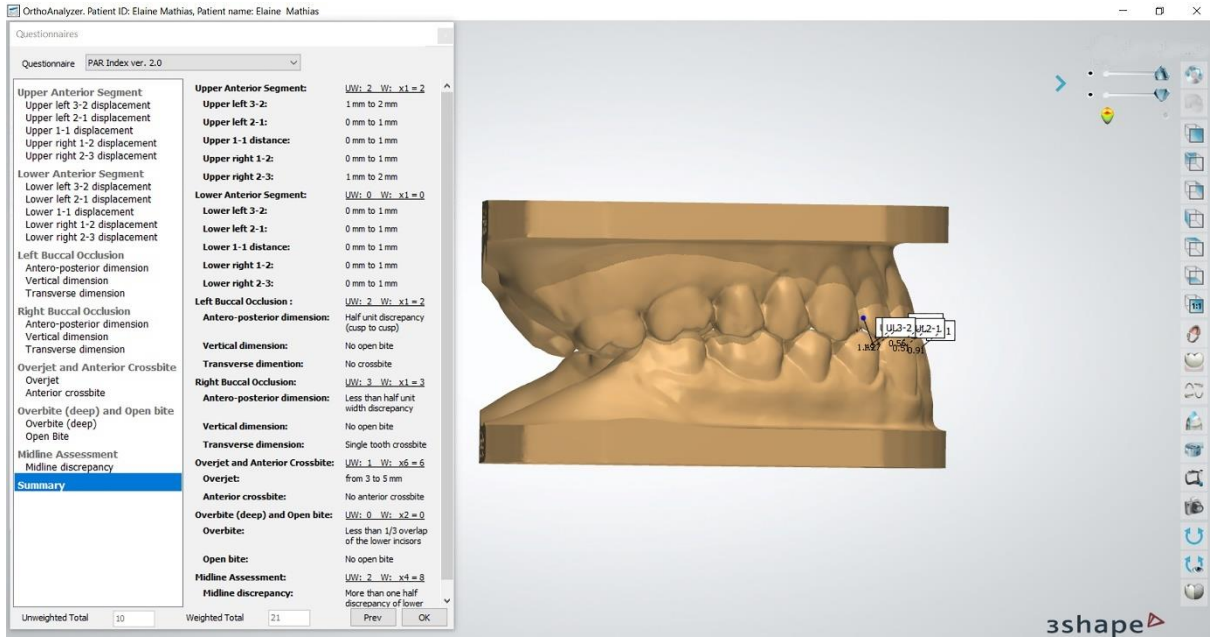 OrthoAnalyzer. Patient ID: Elaine Mathias, Patient name: Elaine  Mathias
Questionnaires
Questionnaire PAR Index ver. 2.0
Upper Anterior Segment
Upper left 3-2 displacement
Upper left 2-1 displacement
Upper 1-1 displacement
Upper right 1-2 displacement
Upper right 2-3 displacement
Lower Anterior Segment
Lower left 3-2 displacement
Lower left 2-1 displacement
Lower 1-1 displacement
Lower right 1-2 displacement
Lower right 2-3 displacement
Left Buccal Occlusion
Antero-posterior dimension
Vertical dimension
Transverse dimension
Right Buccal Occlusion
Antero-posterior dimension
Vertical dimension
Transverse dimension
Overjet and Anterior Crossbite
Overjet
Anterior crossbite
Overbite (deep) and Open bite
Overbite (deep)
Open Bite
Midline Assessment
Midline discrepancy
Summary
Upper Anterior Segment: UW: 2 W: x1 = 2
Upper left 3-2: 1 mm to 2 mm
Upper left 2-1: 0 mm to 1 mm
Upper 1-1 distance: 0 mm to 1 mm
Upper right 1-2: 0 mm to 1 mm
Upper right 2-3: 1 mm to 2 mm
Lower Anterior Segment: UW: 0 W: x1 = 0
Lower left 3-2: 0 mm to 1 mm
Lower left 2-1: 0 mm to 1 mm
Lower 1-1 distance: 0 mm to 1 mm
Lower right 1-2: 0 mm to 1 mm
Lower right 2-3: 0 mm to 1 mm
Left Buccal Occlusion : UW: 2 W: x1 = 2
Antero-posterior dimension: Half unit discrepancy
(cusp to cusp)
Vertical dimension: No open bite
Transverse dimention: No crossbite
Right Buccal Occlusion: UW: 3 W: x1 = 3
Antero-posterior dimension: Less than half unit
width discrepancy
Vertical dimension: No open bite
Transverse dimension: Single tooth crossbite
Overjet and Anterior Crossbite: UW: 1 W: x6 = 6
Overjet: from 3 to 5 mm
Anterior crossbite: No anterior crossbite
Overbite (deep) and Open bite: UW: 0 W: x2 = 0
Overbite: Less than 1/3 overlap
of the lower incisors
Open bite: No open bite
Midline Assessment: UW: 2 W: x4 = 8
Midline discrepancy: More than one half
discrepancy of lower
Unweighted Total 10 Weighted Total 21 Prev OK
UL3-2 UL2-1 1
0.56
0.91
1:1
3shape